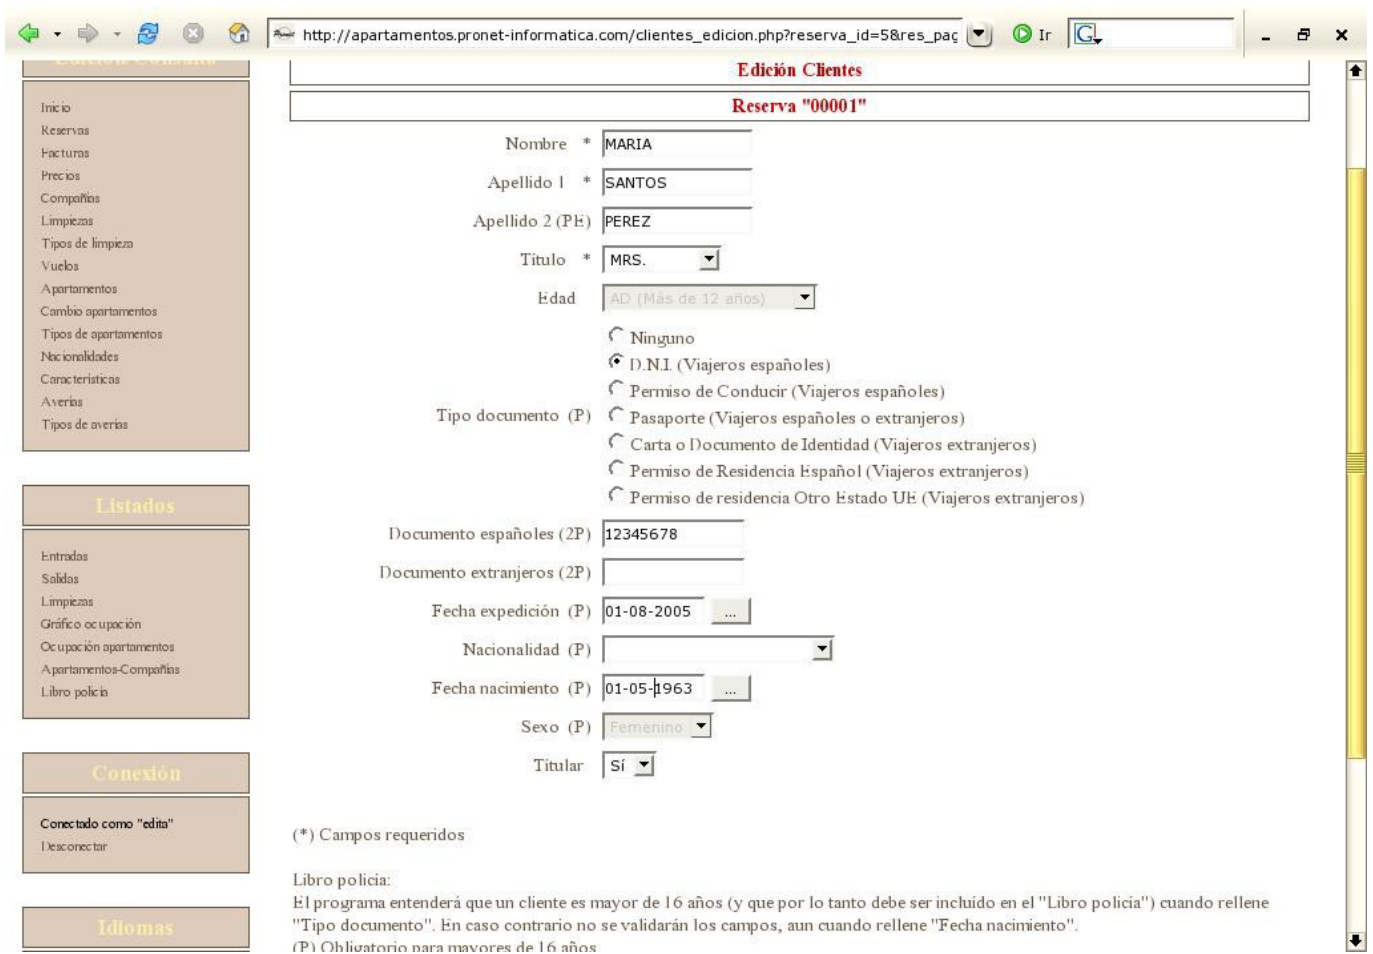 http://apartamentos.pronet-informatica.com/clientes_edicion.php?reserva_id=5&res_pag
Ir
Edición Consulta
Inicio
Reservas
Facturas
Precios
Compañías
Limpiezas
Tipos de limpieza
Vuelos
Apartamentos
Cambio apartamentos
Tipos de apartamentos
Nacionalidades
Características
Averías
Tipos de averías
Listados
Entradas
Salidas
Limpiezas
Gráfico ocupación
Ocupación apartamentos
Apartamentos-Compañías
Libro policía
Conexión
Conectado como "edita"
Desconectar
Idiomas
Edición Clientes
Reserva "00001"
Nombre * MARIA
Apellido 1 * SANTOS
Apellido 2 (PE) PEREZ
Título * MRS.
Edad AD (Más de 12 años)
Tipo documento (P)
Ninguno
D.N.I. (Viajeros españoles)
Permiso de Conducir (Viajeros españoles)
Pasaporte (Viajeros españoles o extranjeros)
Carta o Documento de Identidad (Viajeros extranjeros)
Permiso de Residencia Español (Viajeros extranjeros)
Permiso de residencia Otro Estado UE (Viajeros extranjeros)
Documento españoles (2P) 12345678
Documento extranjeros (2P)
Fecha expedición (P) 01-08-2005 ...
Nacionalidad (P)
Fecha nacimiento (P) 01-05-1963 ...
Sexo (P) Femenino
Titular Sí
(*) Campos requeridos
Libro policía:
El programa entenderá que un cliente es mayor de 16 años (y que por lo tanto debe ser incluido en el "Libro policía") cuando rellene
"Tipo documento". En caso contrario no se validarán los campos, aun cuando rellene "Fecha nacimiento".
(P) Obligatorio para mayores de 16 años